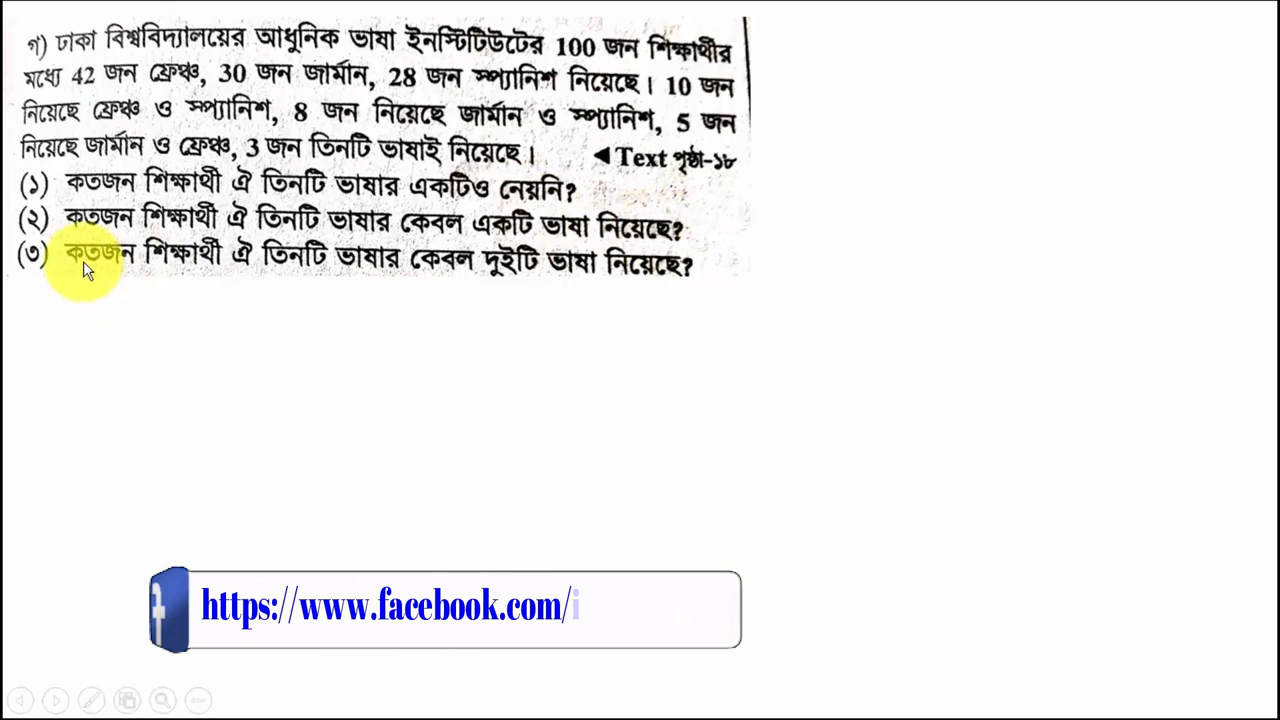 গ) ঢাকা বিশ্ববিদ্যালয়ের আধুনিক ভাষা ইনস্টিটিউটের 100 জন শিক্ষার্থীর
মধ্যে 42 জন ফ্রেঞ্চ, 30 জন জার্মান, 28 জন স্প্যানিশ নিয়েছে। 10 জন
নিয়েছে ফ্রেঞ্চ ও স্প্যানিশ, 8 জন নিয়েছে জার্মান ও স্প্যানিশ, 5 জন
নিয়েছে জার্মান ও ফ্রেঞ্চ, 3 জন তিনটি ভাষাই নিয়েছে। ◄Text পৃষ্ঠা-১৮
(১) কতজন শিক্ষার্থী ঐ তিনটি ভাষার একটিও নেয়নি?
(২) কতজন শিক্ষার্থী ঐ তিনটি ভাষার কেবল একটি ভাষা নিয়েছে?
(৩) কতজন শিক্ষার্থী ঐ তিনটি ভাষার কেবল দুইটি ভাষা নিয়েছে?
https://www.facebook.com/i